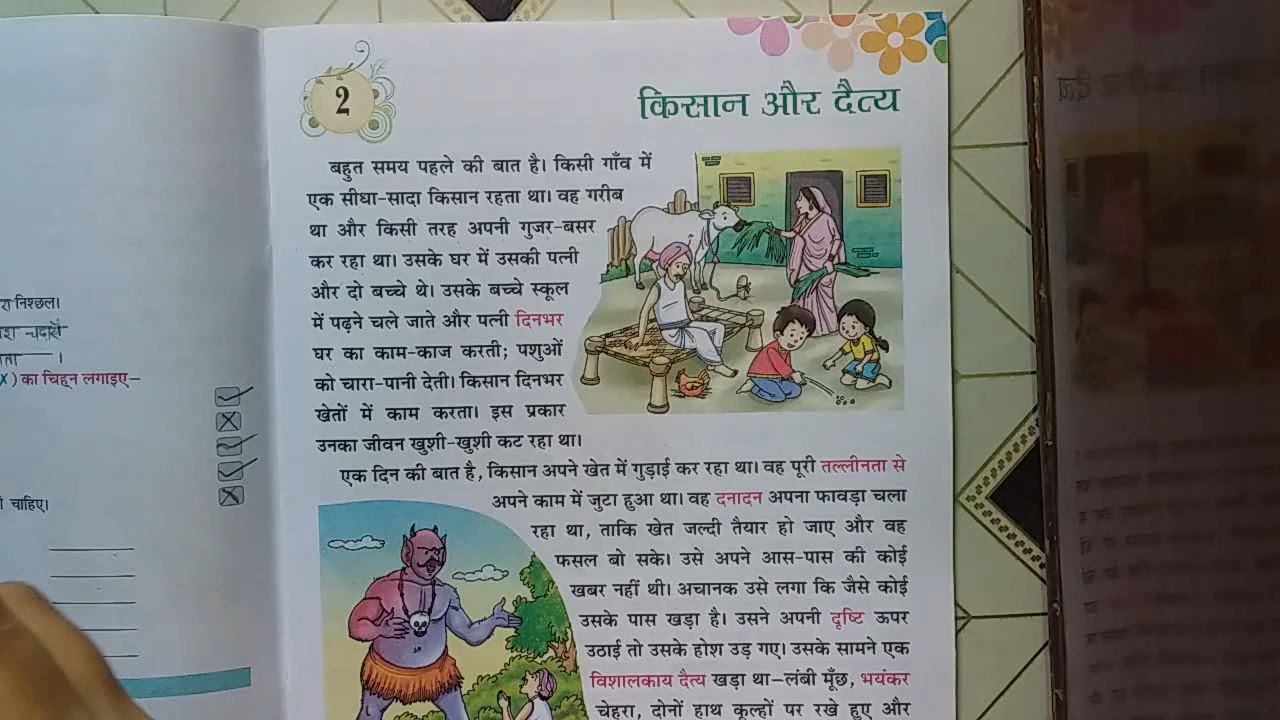 रा निश्छल।
) का चिह्न लगाइए–
चाहिए।
2
किसान और दैत्य
बहुत समय पहले की बात है। किसी गाँव में
एक सीधा-सादा किसान रहता था। वह गरीब
था और किसी तरह अपनी गुजर-बसर
कर रहा था। उसके घर में उसकी पत्नी
और दो बच्चे थे। उसके बच्चे स्कूल
में पढ़ने चले जाते और पत्नी दिनभर
घर का काम-काज करती; पशुओं
को चारा-पानी देती। किसान दिनभर
खेतों में काम करता। इस प्रकार
उनका जीवन खुशी-खुशी कट रहा था।
एक दिन की बात है, किसान अपने खेत में गुड़ाई कर रहा था। वह पूरी तल्लीनता से
अपने काम में जुटा हुआ था। वह दनादन अपना फावड़ा चला
रहा था, ताकि खेत जल्दी तैयार हो जाए और वह
फसल बो सके। उसे अपने आस-पास की कोई
खबर नहीं थी। अचानक उसे लगा कि जैसे कोई
उसके पास खड़ा है। उसने अपनी दृष्टि ऊपर
उठाई तो उसके होश उड़ गए। उसके सामने एक
विशालकाय दैत्य खड़ा था–लंबी मूँछ, भयंकर
चेहरा, दोनों हाथ कूल्हों पर रखे हुए और